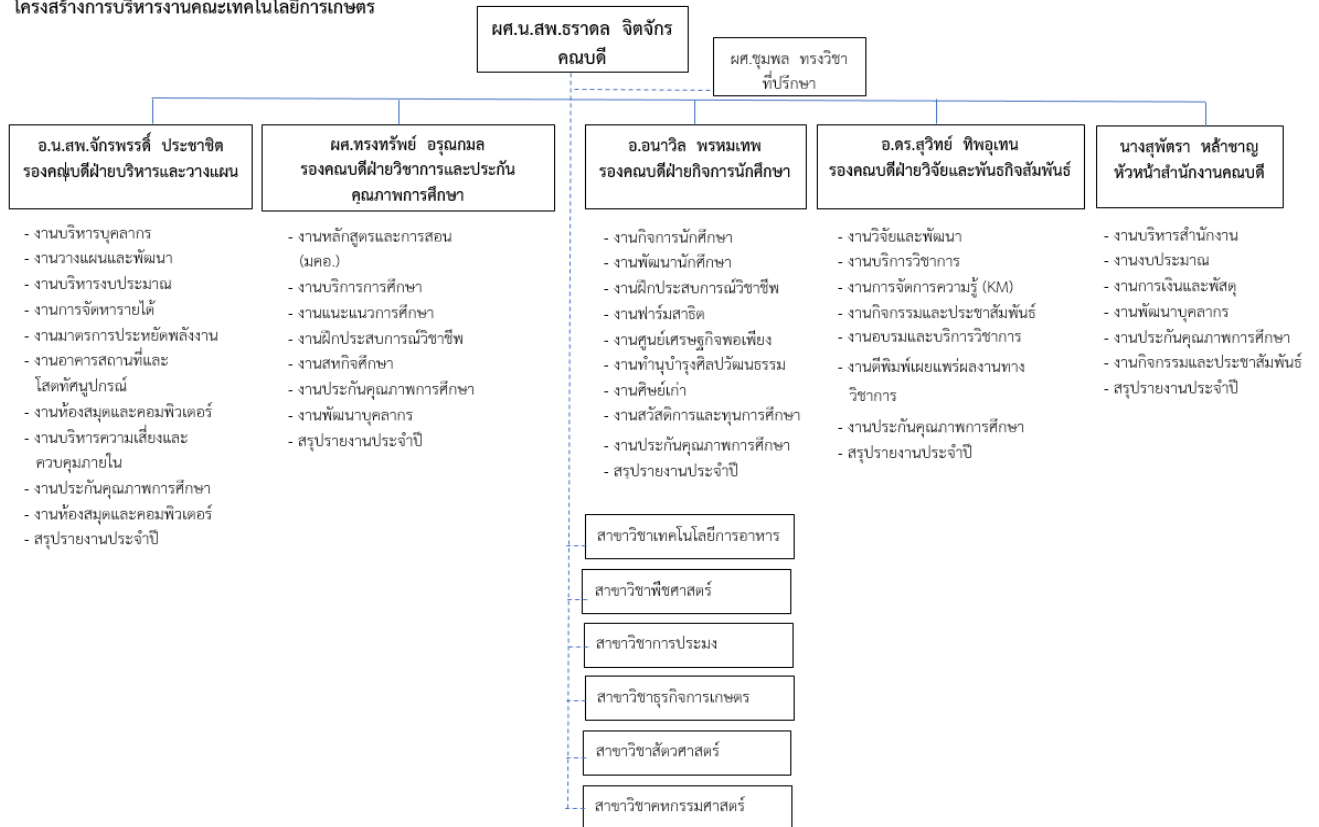 โครงสร้างการบริหารงานคณะเทคโนโลยีการเกษตร
ผศ.น.สพ.ธราดล จิตจักร
คณบดี
ผศ.ชุมพล ทรงวิชา
ที่ปรึกษา
อ.น.สพ.จักรพรรดิ์ ประชาชิต
รองคณบดีฝ่ายบริหารและวางแผน
- งานบริหารบุคลากร
- งานวางแผนและพัฒนา
- งานบริหารงบประมาณ
- งานการจัดหารายได้
- งานมาตรการประหยัดพลังงาน
- งานอาคารสถานที่และ
โสตทัศนูปกรณ์
- งานห้องสมุดและคอมพิวเตอร์
- งานบริหารความเสี่ยงและ
ควบคุมภายใน
- งานประกันคุณภาพการศึกษา
- งานห้องสมุดและคอมพิวเตอร์
- สรุปรายงานประจำปี
ผศ.ทรงทรัพย์ อรุณกมล
รองคณบดีฝ่ายวิชาการและประกัน
คุณภาพการศึกษา
- งานหลักสูตรและการสอน
(มคอ.)
- งานบริการการศึกษา
- งานแนะแนวการศึกษา
- งานฝึกประสบการณ์วิชาชีพ
- งานสหกิจศึกษา
- งานประกันคุณภาพการศึกษา
- งานพัฒนาบุคลากร
- สรุปรายงานประจำปี
อ.อนาวิล พรหมเทพ
รองคณบดีฝ่ายกิจการนักศึกษา
- งานกิจการนักศึกษา
- งานพัฒนานักศึกษา
- งานฝึกประสบการณ์วิชาชีพ
- งานฟาร์มสาธิต
- งานศูนย์เศรษฐกิจพอเพียง
- งานทำนุบำรุงศิลปวัฒนธรรม
- งานศิษย์เก่า
- งานสวัสดิการและทุนการศึกษา
- งานประกันคุณภาพการศึกษา
- สรุปรายงานประจำปี
อ.ดร.สุวิทย์ ทิพอุเทน
รองคณบดีฝ่ายวิจัยและพันธกิจสัมพันธ์
- งานวิจัยและพัฒนา
- งานบริการวิชาการ
- งานการจัดการความรู้ (KM)
- งานกิจกรรมและประชาสัมพันธ์
- งานอบรมและบริการวิชาการ
- งานตีพิมพ์เผยแพร่ผลงานทาง
วิชาการ
- งานประกันคุณภาพการศึกษา
- สรุปรายงานประจำปี
นางสุพัตรา หล้าชาญ
หัวหน้าสำนักงานคณบดี
- งานบริหารสำนักงาน
- งานงบประมาณ
- งานการเงินและพัสดุ
- งานพัฒนาบุคลากร
- งานประกันคุณภาพการศึกษา
- งานกิจกรรมและประชาสัมพันธ์
- สรุปรายงานประจำปี
สาขาวิชาเทคโนโลยีการอาหาร
สาขาวิชาพืชศาสตร์
สาขาวิชาการประมง
สาขาวิชาธุรกิจการเกษตร
สาขาวิชาสัตวศาสตร์
สาขาวิชาคหกรรมศาสตร์